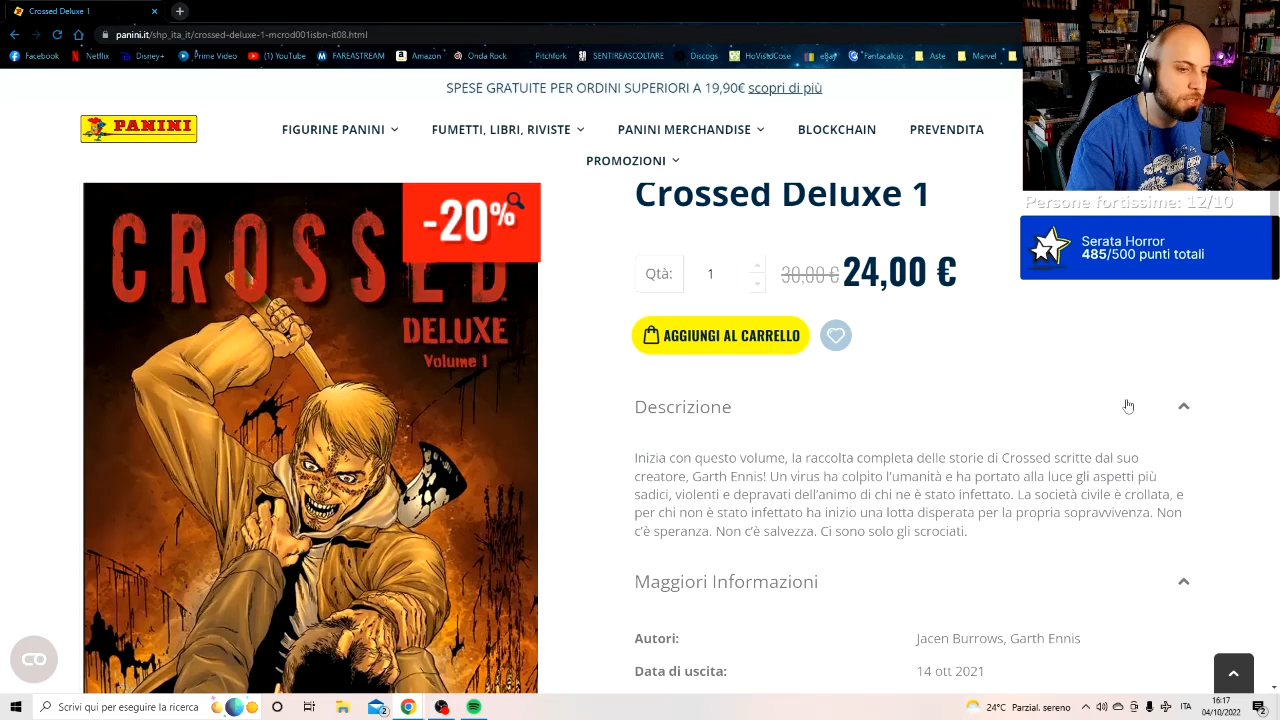 Crossed Deluxe 1
panini.it/shp_ita_it/crossed-deluxe-1-mcrod001isbn-it08.html
Facebook Netflix Disney+ Prime Video (1) YouTube FAREASTREAM Amazon Onda Rock Pitchfork SENTIREASCOLTARE Discogs HoVistdCose eBay Fantacalcio Aste Marvel
SPESE GRATUITE PER ORDINI SUPERIORI A 19,90€ scopri di più
PANINI
FIGURINE PANINI FUMETTI, LIBRI, RIVISTE PANINI MERCHANDISE BLOCKCHAIN PREVENDITA
PROMOZIONI
CROSSED
-20%
DELUXE
Volume 1
Crossed Deluxe 1
Persone fortissime: 12/10
Serata Horror
485/500 punti totali
Qtà: 1 30,00 € 24,00 €
AGGIUNGI AL CARRELLO
Descrizione
Inizia con questo volume, la raccolta completa delle storie di Crossed scritte dal suo
creatore, Garth Ennis! Un virus ha colpito l'umanità e ha portato alla luce gli aspetti più
sadici, violenti e depravati dell'animo di chi ne è stato infettato. La società civile è crollata, e
per chi non è stato infettato ha inizio una lotta disperata per la propria sopravvivenza. Non
c'è speranza. Non c'è salvezza. Ci sono solo gli scrociati.
Maggiori Informazioni
Autori: Jacen Burrows, Garth Ennis
Data di uscita: 14 ott 2021
Scrivi qui per eseguire la ricerca
24°C Parzial. sereno ITA 16:17
04/10/2022